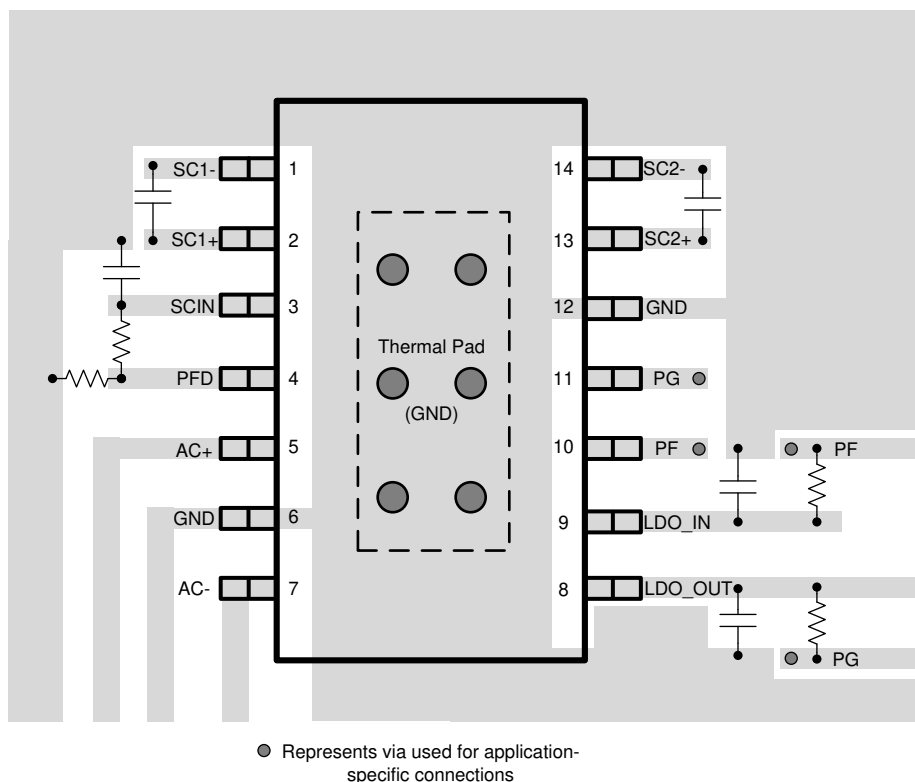 SC1- 1 14 SC2-
SC1+ 2 13 SC2+
SCIN 3 12 GND
Thermal Pad
PFD 4 11 PG
(GND)
AC+ 5 10 PF PF
GND 6 9 LDO_IN
AC- 7 8 LDO_OUT
PG
Represents via used for application-
specific connections